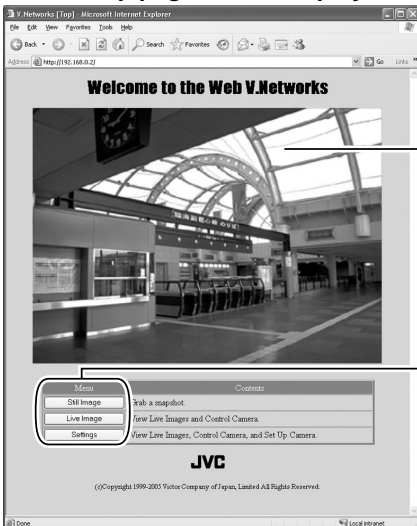 V.Networks [Top] - Microsoft Internet Explorer
File Edit View Favorites Tools Help
Back Search Favorites
Address http://192.168.0.2/ Go Links »
Welcome to the Web V.Networks
Menu Contents
Still Image Grab a snapshot.
Live Image View Live Images and Control Camera.
Settings View Live Images, Control Camera, and Set Up Camera.
JVC
(c)Copyright 1999-2005 Victor Company of Japan, Limited All Rights Reserved.
Done Local intranet